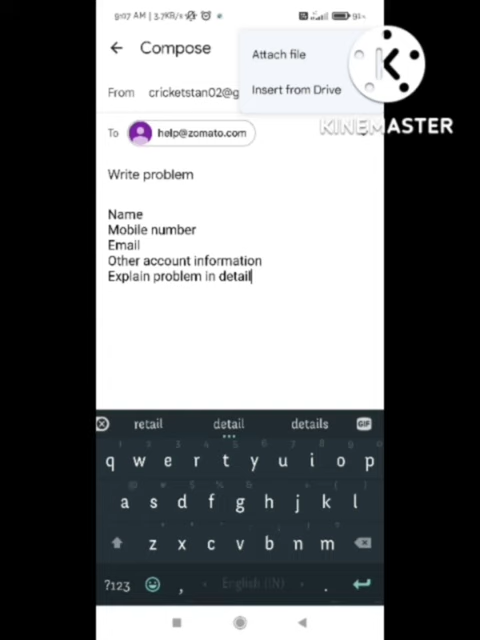 9:07 AM | 3.7KB/s
91
Compose
Attach file
Insert from Drive
KINEMASTER
From cricketstan02@g
To help@zomato.com
Write problem
Name
Mobile number
Email
Other account information
Explain problem in detail
retail detail details GIF
q w e r t y u i o p
a s d f g h j k l
z x c v b n m
?123 , English (IN) .